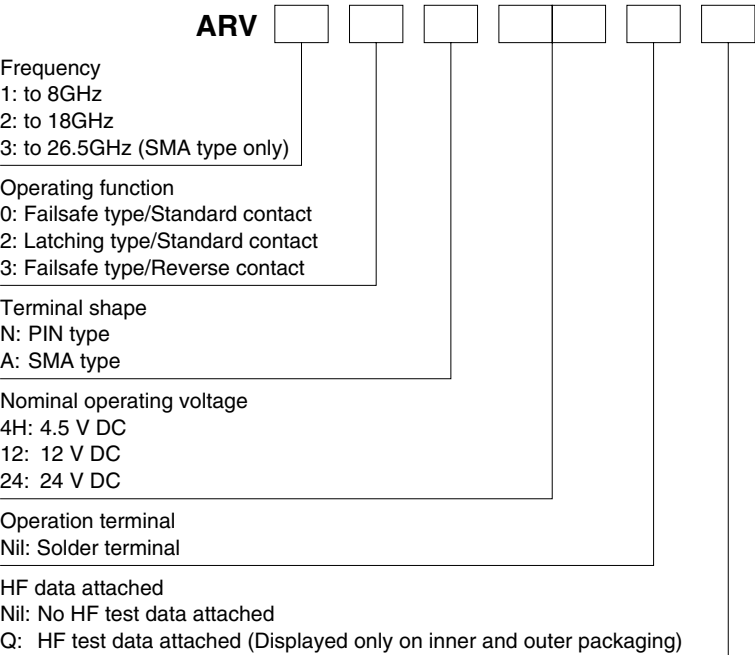 ARV
Frequency
1: to 8GHz
2: to 18GHz
3: to 26.5GHz (SMA type only)
Operating function
0: Failsafe type/Standard contact
2: Latching type/Standard contact
3: Failsafe type/Reverse contact
Terminal shape
N: PIN type
A: SMA type
Nominal operating voltage
4H: 4.5 V DC
12: 12 V DC
24: 24 V DC
Operation terminal
Nil: Solder terminal
HF data attached
Nil: No HF test data attached
Q: HF test data attached (Displayed only on inner and outer packaging)